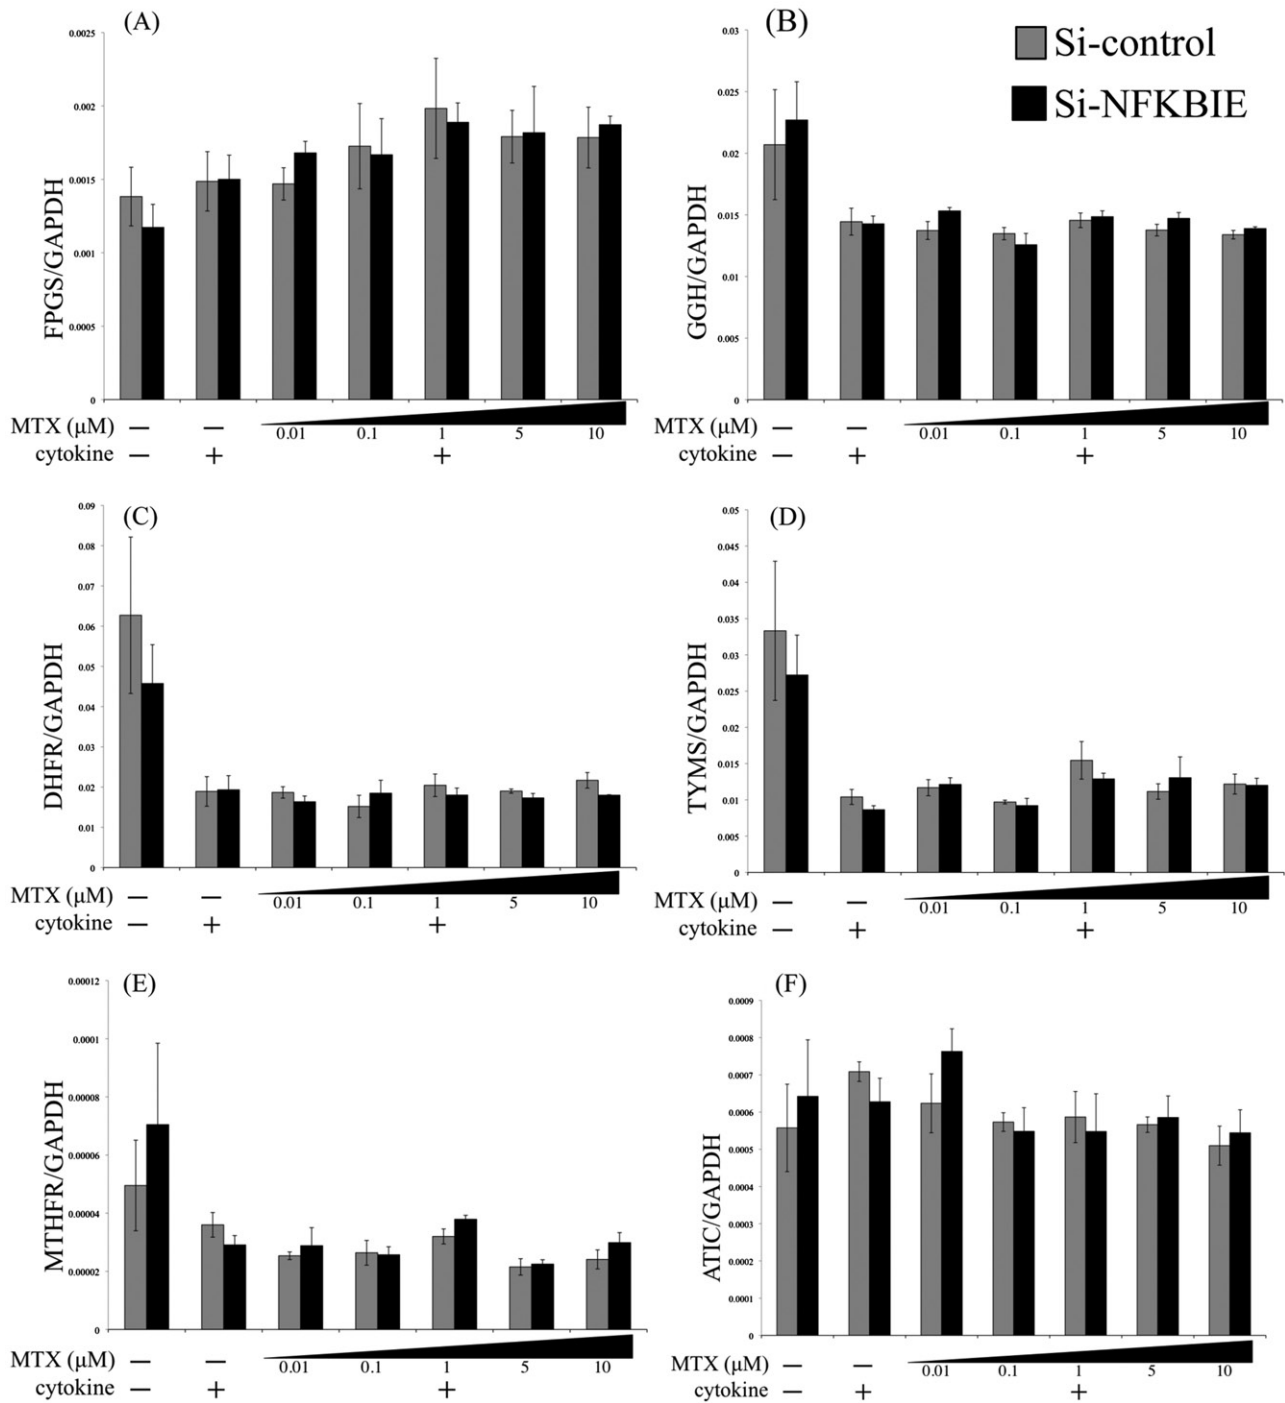 (A)
0.0025
0.002
0.0015
0.001
0.0005
0
FPGS/GAPDH
MTX (μM) — — 0.01 0.1 1 5 10
cytokine — + +
(B)
Si-control
Si-NFKBIE
0.03
0.025
0.02
0.015
0.01
0.005
0
GGH/GAPDH
MTX (μM) — — 0.01 0.1 1 5 10
cytokine — + +
(C)
0.09
0.08
0.07
0.06
0.05
0.04
0.03
0.02
0.01
0
DHFR/GAPDH
MTX (μM) — — 0.01 0.1 1 5 10
cytokine — + +
(D)
0.05
0.045
0.04
0.035
0.03
0.025
0.02
0.015
0.01
0.005
0
TYMS/GAPDH
MTX (μM) — — 0.01 0.1 1 5 10
cytokine — + +
(E)
0.00012
0.0001
0.00008
0.00006
0.00004
0.00002
0
MTHFR/GAPDH
MTX (μM) — — 0.01 0.1 1 5 10
cytokine — + +
(F)
0.0009
0.0008
0.0007
0.0006
0.0005
0.0004
0.0003
0.0002
0.0001
0
ATIC/GAPDH
MTX (μM) — — 0.01 0.1 1 5 10
cytokine — + +